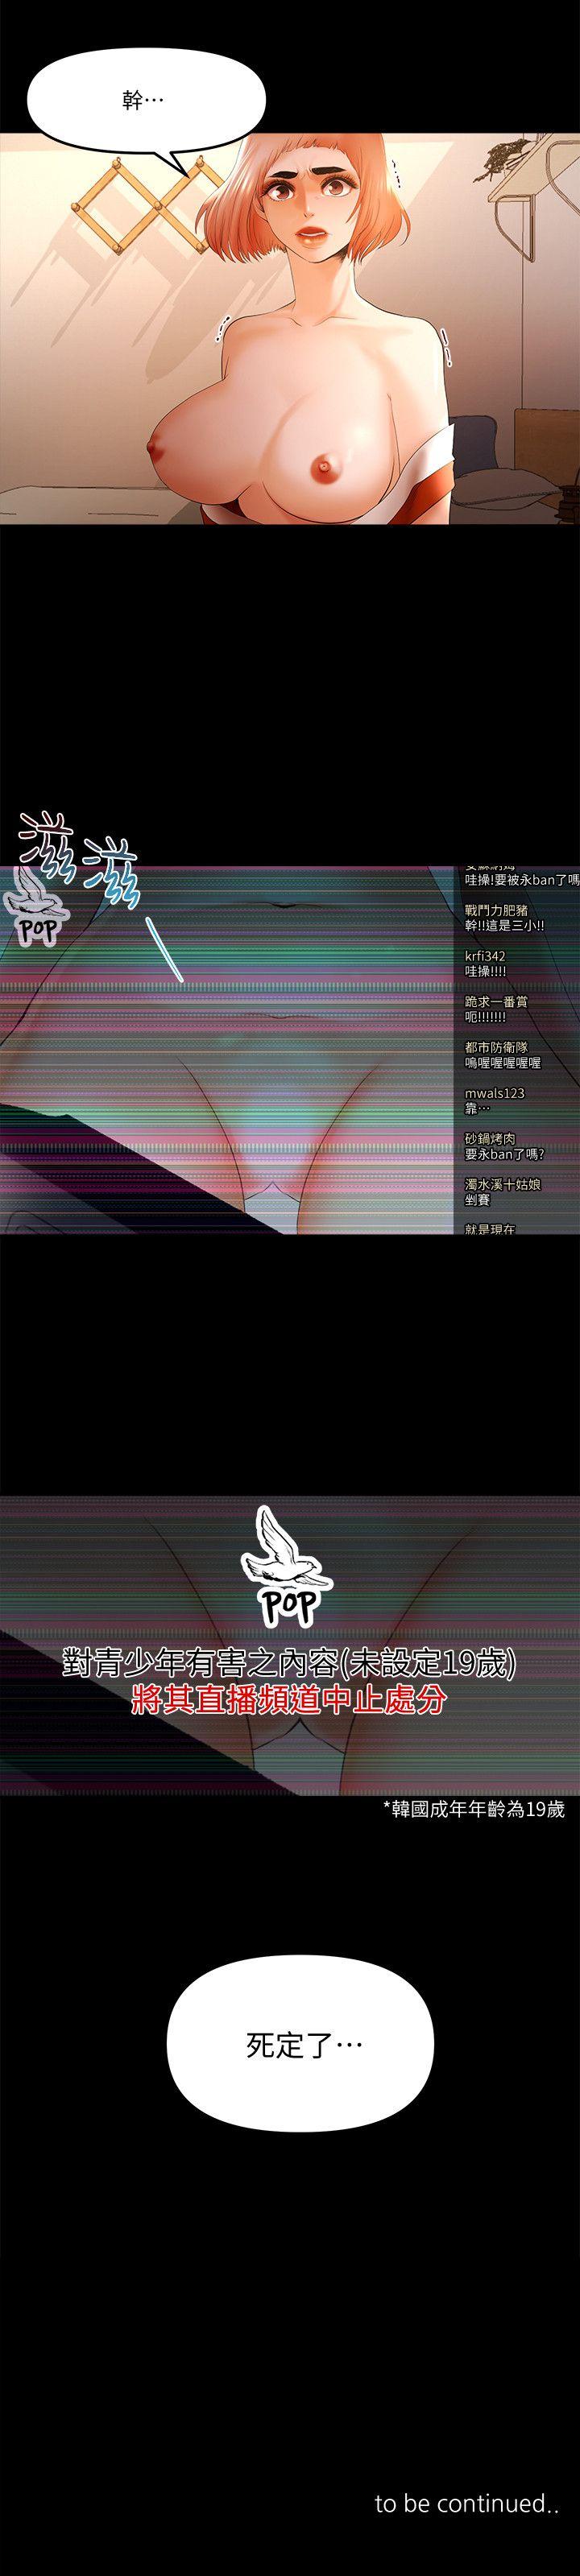 幹…
滋滋
POP
哇操!要被永ban了嗎
戰鬥力肥豬
幹!!這是三小!!
krfi342
哇操!!!!
跪求一番賞
呃!!!!!!!
都市防衛隊
嗚喔喔喔喔喔
mwals123
靠…
砂鍋烤肉
要永ban了嗎?
濁水溪十姑娘
剉賽
就是現在
POP
對青少年有害之內容(未設定19歲)
將其直播頻道中止處分
*韓國成年年齡為19歲
死定了…
to be continued..